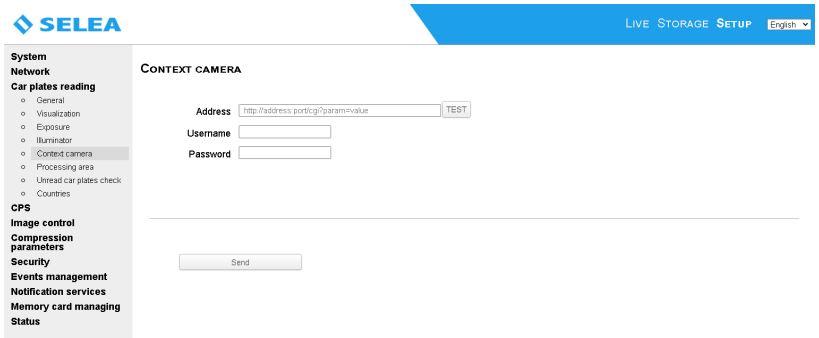 SELEA
LIVE STORAGE SETUP English
System
Network
Car plates reading
General
Visualization
Exposure
Illuminator
Context camera
Processing area
Unread car plates check
Countries
CPS
Image control
Compression
parameters
Security
Events management
Notification services
Memory card managing
Status
CONTEXT CAMERA
Address http://address:port/cgi?param=value TEST
Username
Password
Send